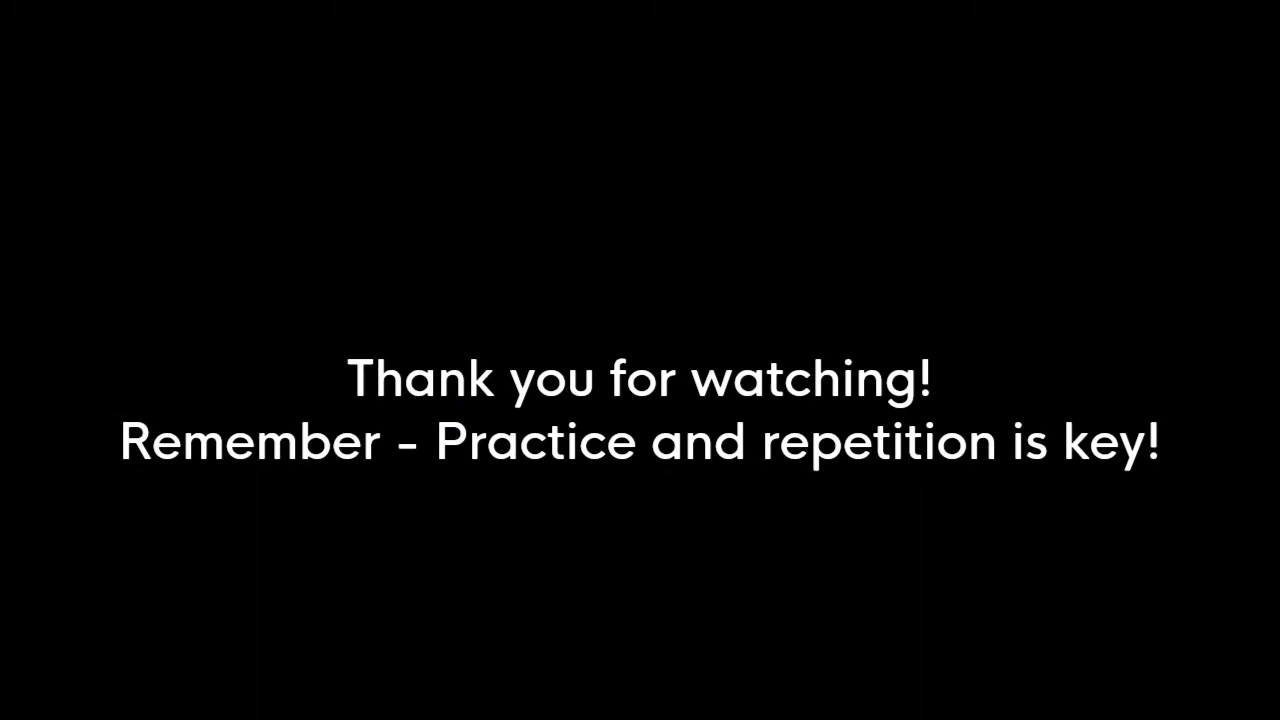 Thank you for watching!
Remember - Practice and repetition is key!